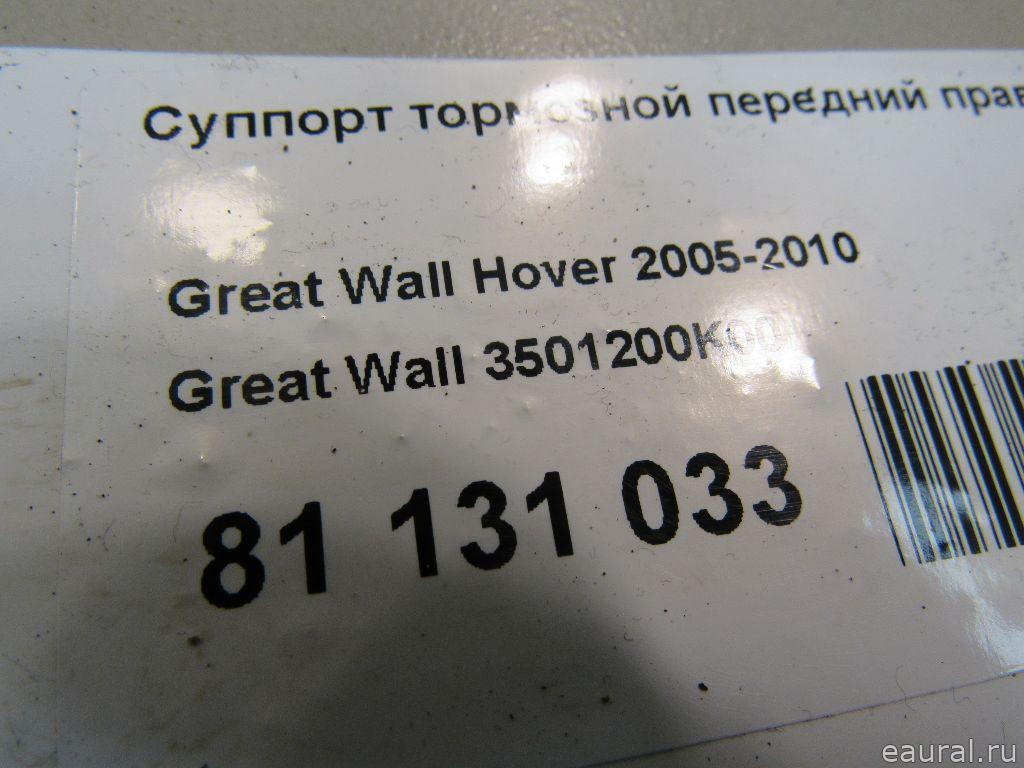 Суппорт тормозной передний прав
Great Wall Hover 2005-2010
Great Wall 3501200K00
81 131 033
eaural.ru